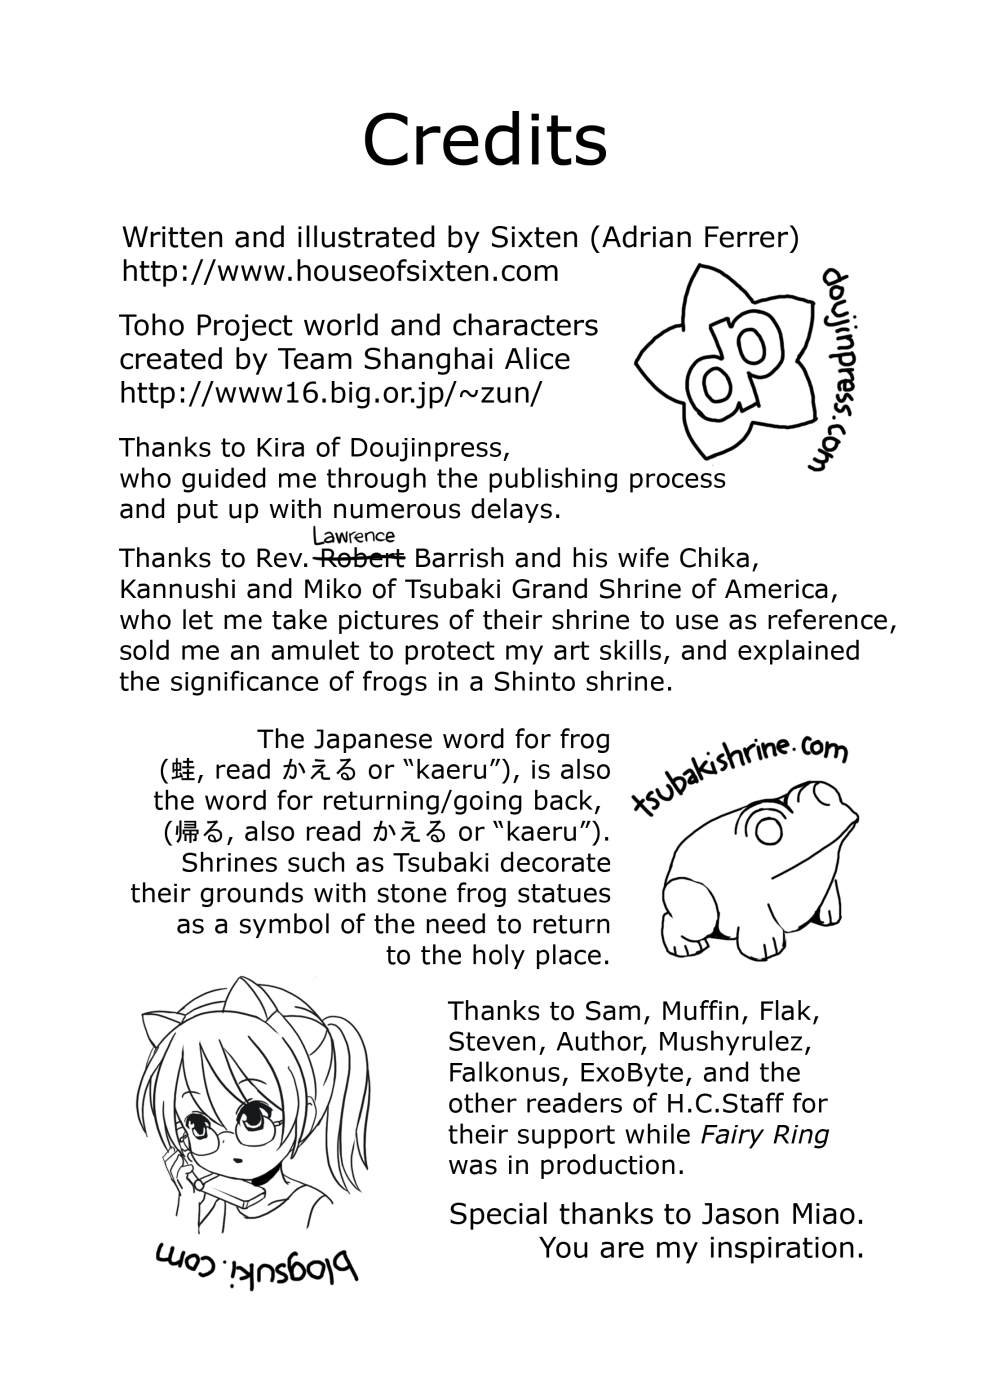 Credits
Written and illustrated by Sixten (Adrian Ferrer)
http://www.houseofsixten.com
Toho Project world and characters
created by Team Shanghai Alice
http://www16.big.or.jp/~zun/
dp
doujinpress.com
Thanks to Kira of Doujinpress,
who guided me through the publishing process
and put up with numerous delays.
Lawrence
Thanks to Rev. Robert Barrish and his wife Chika,
Kannushi and Miko of Tsubaki Grand Shrine of America,
who let me take pictures of their shrine to use as reference,
sold me an amulet to protect my art skills, and explained
the significance of frogs in a Shinto shrine.
The Japanese word for frog
(蛙, read かえる or “kaeru”), is also
the word for returning/going back,
(帰る, also read かえる or “kaeru”).
Shrines such as Tsubaki decorate
their grounds with stone frog statues
as a symbol of the need to return
to the holy place.
tsubakishrine.com
Thanks to Sam, Muffin, Flak,
Steven, Author, Mushyrulez,
Falkonus, ExoByte, and the
other readers of H.C.Staff for
their support while Fairy Ring
was in production.
Special thanks to Jason Miao.
You are my inspiration.
blogsuki.com